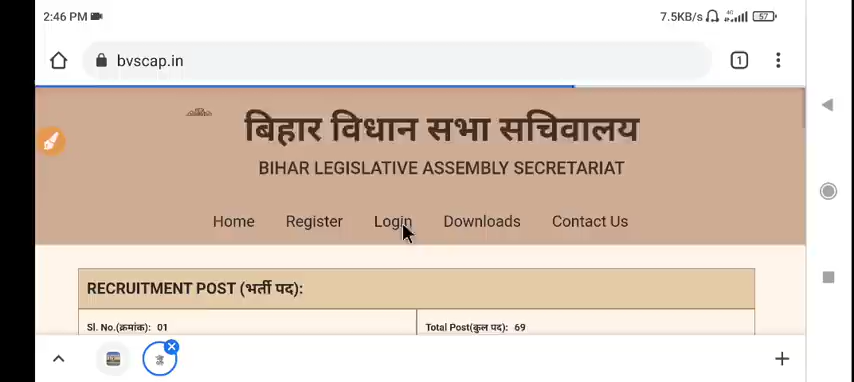 2:46 PM
7.5KB/s 4G 57
bvscap.in
1
बिहार विधान सभा सचिवालय
BIHAR LEGISLATIVE ASSEMBLY SECRETARIAT
Home Register Login Downloads Contact Us
RECRUITMENT POST (भर्ती पद):
Sl. No.(क्रमांक): 01
Total Post(कुल पद): 69